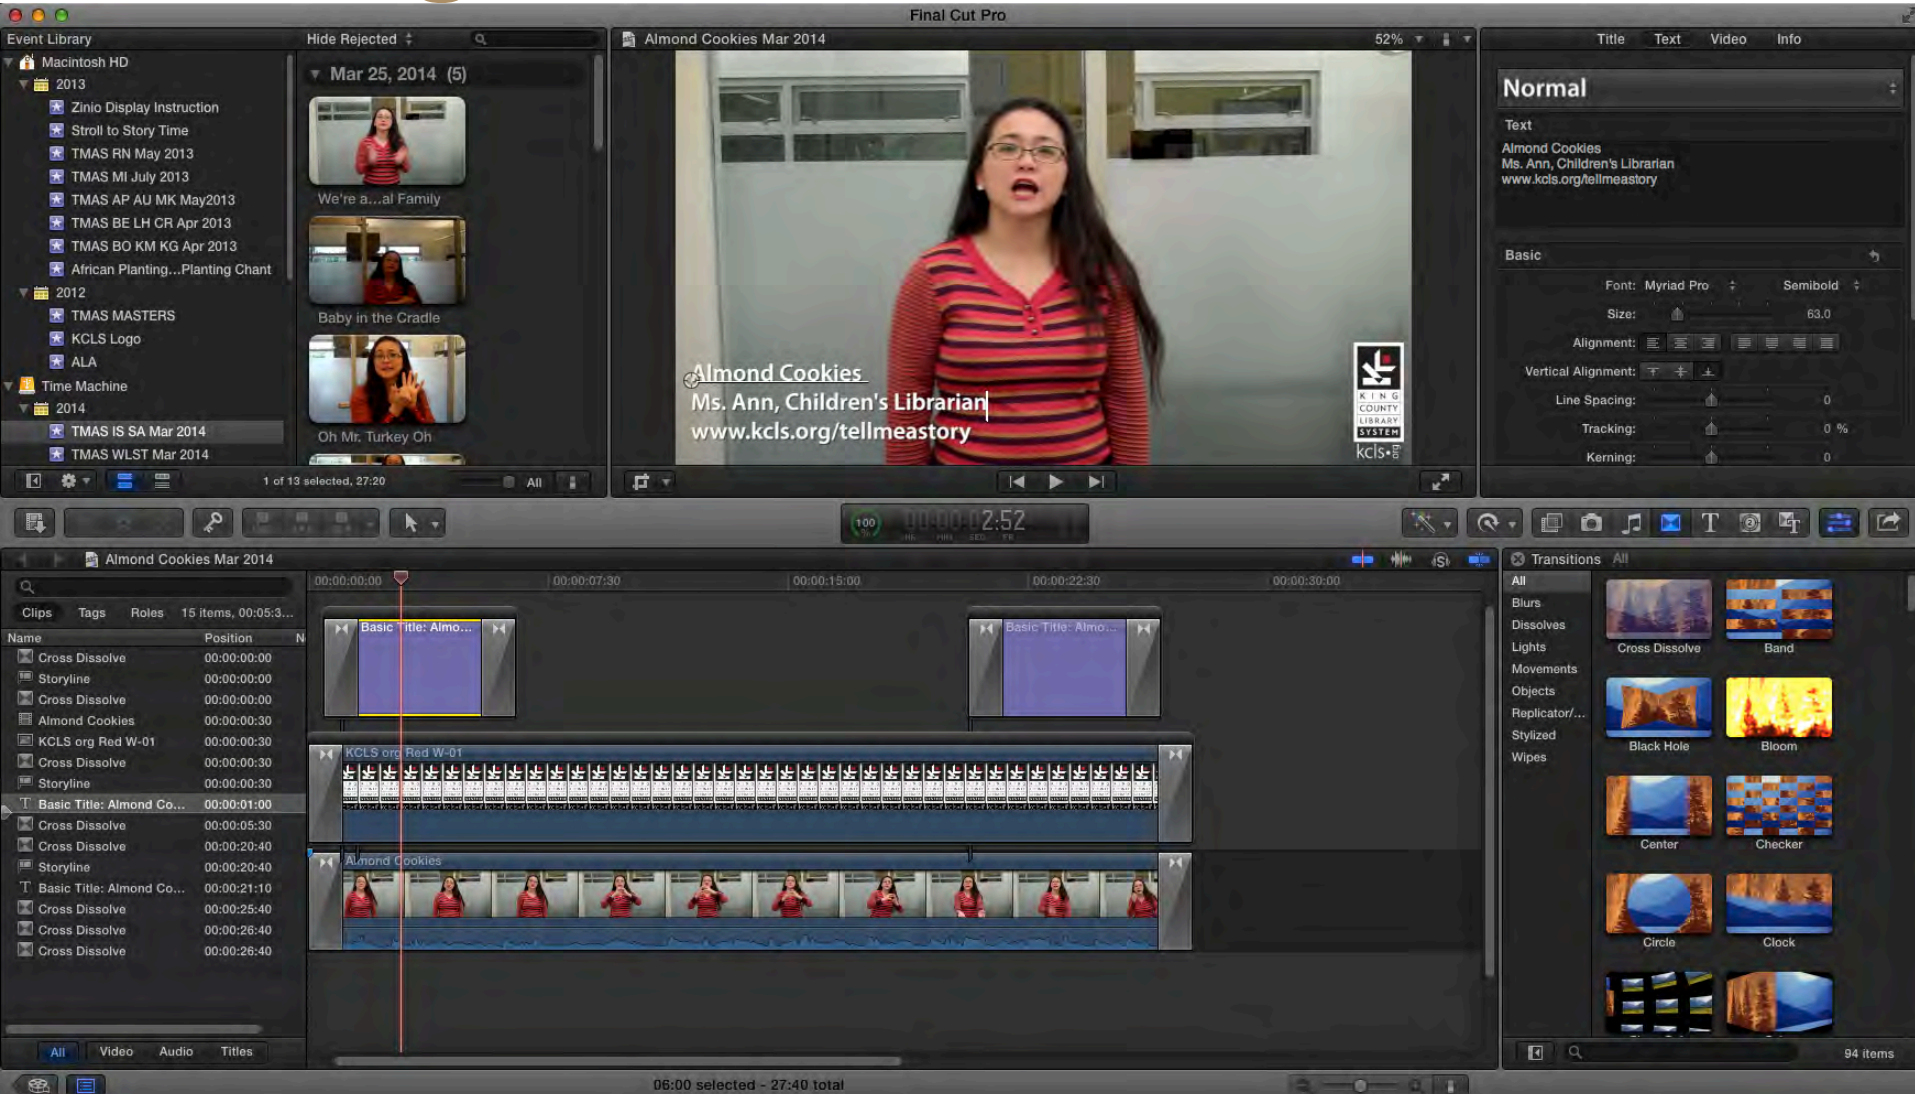 Final Cut Pro
Event Library
Hide Rejected
Macintosh HD
2013
Zinio Display Instruction
Stroll to Story Time
TMAS RN May 2013
TMAS MI July 2013
TMAS AP AU MK May2013
TMAS BE LH CR Apr 2013
TMAS BO KM KG Apr 2013
African Planting...Planting Chant
2012
TMAS MASTERS
KCLS Logo
ALA
Time Machine
2014
TMAS IS SA Mar 2014
TMAS WLST Mar 2014
Mar 25, 2014 (5)
We're a...al Family
Baby in the Cradle
Oh Mr. Turkey Oh
1 of 13 selected, 27:20
All
Almond Cookies Mar 2014
52%
Almond Cookies
Ms. Ann, Children's Librarian
www.kcls.org/tellmeastory
KING
COUNTY
LIBRARY
SYSTEM
kcls•org
Title Text Video Info
Normal
Text
Almond Cookies
Ms. Ann, Children's Librarian
www.kcls.org/tellmeastory
Basic
Font: Myriad Pro Semibold
Size: 63.0
Alignment:
Vertical Alignment:
Line Spacing: 0
Tracking: 0 %
Kerning: 0
100
%
00:00:02:52
HR MIN SEC FR
Almond Cookies Mar 2014
Clips Tags Roles 15 items, 00:05:3...
Name Position N
Cross Dissolve 00:00:00:00
Storyline 00:00:00:00
Cross Dissolve 00:00:00:00
Almond Cookies 00:00:00:30
KCLS org Red W-01 00:00:00:30
Cross Dissolve 00:00:00:30
Storyline 00:00:00:30
Basic Title: Almond Co... 00:00:01:00
Cross Dissolve 00:00:05:30
Cross Dissolve 00:00:20:40
Storyline 00:00:20:40
Basic Title: Almond Co... 00:00:21:10
Cross Dissolve 00:00:25:40
Cross Dissolve 00:00:26:40
Cross Dissolve 00:00:26:40
All Video Audio Titles
00:00:00:00 00:00:07:30 00:00:15:00 00:00:22:30 00:00:30:00
Basic Title: Almo...
Basic Title: Almo...
KCLS org Red W-01
Almond Cookies
06:00 selected - 27:40 total
Transitions All
All
Blurs
Dissolves
Lights
Movements
Objects
Replicator/...
Stylized
Wipes
Cross Dissolve
Band
Black Hole
Bloom
Center
Checker
Circle
Clock
94 items